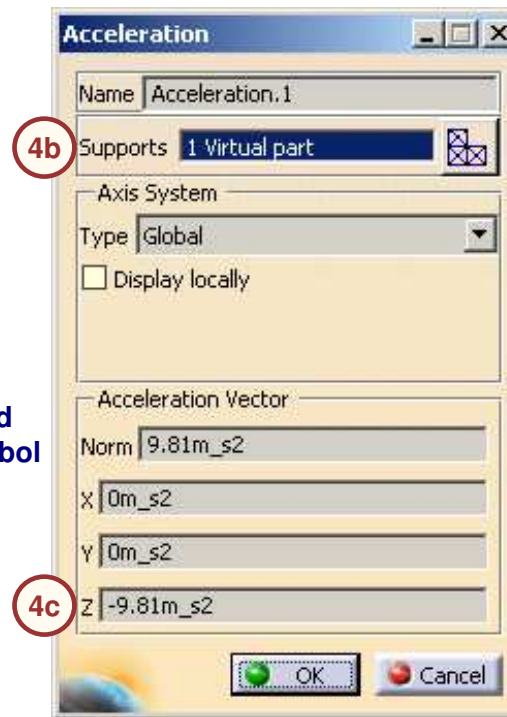 Acceleration
Name Acceleration.1
4b Supports 1 Virtual part
Axis System
Type Global
Display locally
Acceleration Vector
Norm 9.81m_s2
X 0m_s2
Y 0m_s2
4c Z -9.81m_s2
OK Cancel